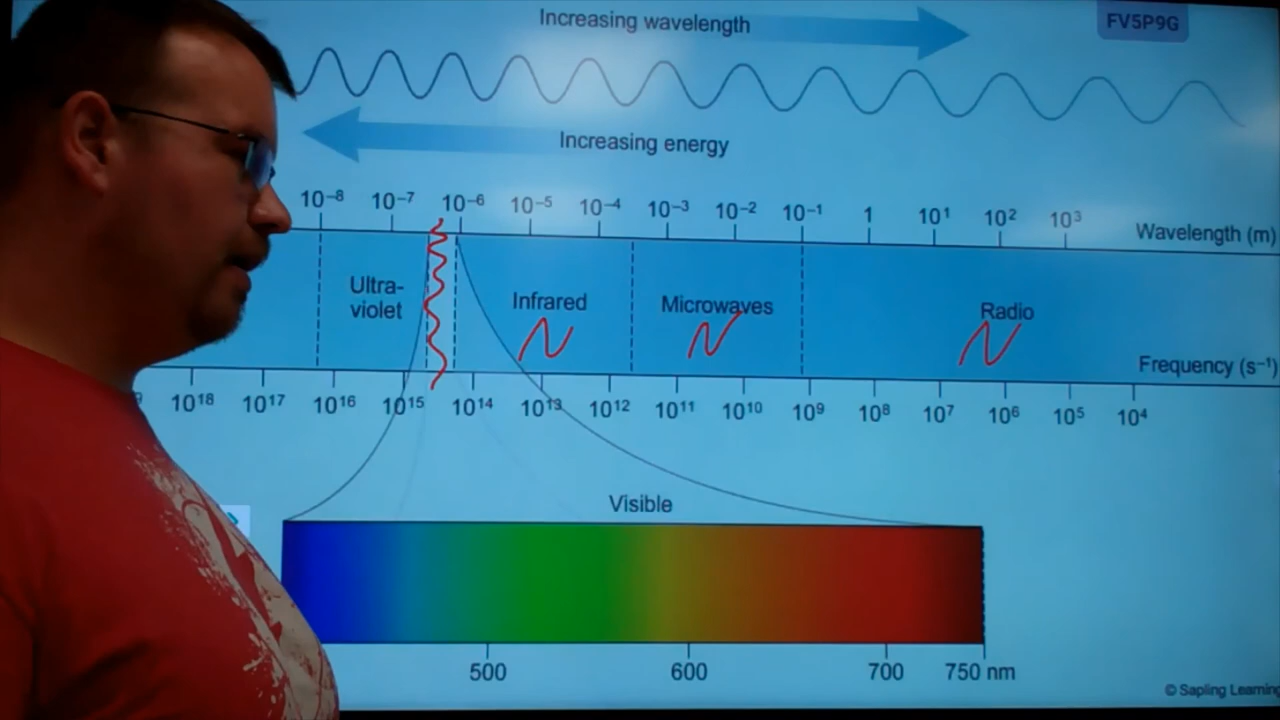 Increasing wavelength
FV5P9G
Increasing energy
10⁻⁸ 10⁻⁷ 10⁻⁶ 10⁻⁵ 10⁻⁴ 10⁻³ 10⁻² 10⁻¹ 1 10¹ 10² 10³
Wavelength (m)
Ultra-
violet
Infrared
Microwaves
Radio
Frequency (s⁻¹)
10¹⁸ 10¹⁷ 10¹⁶ 10¹⁵ 10¹⁴ 10¹³ 10¹² 10¹¹ 10¹⁰ 10⁹ 10⁸ 10⁷ 10⁶ 10⁵ 10⁴
Visible
500 600 700 750 nm
© Sapling Learning